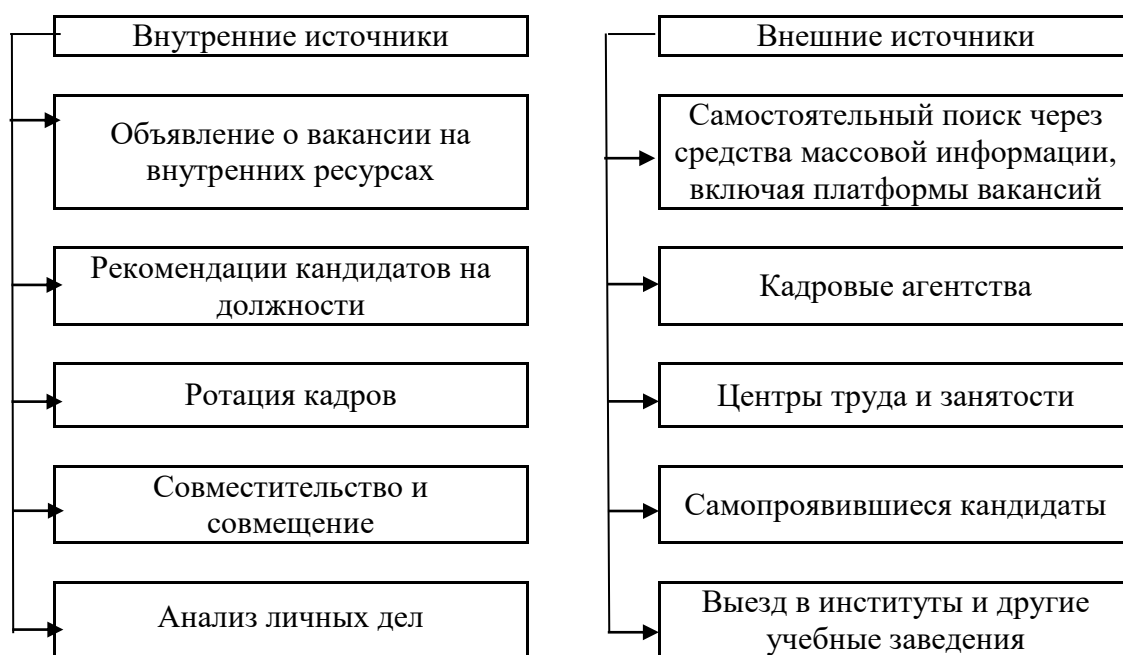 Внутренние источники
Объявление о вакансии на
внутренних ресурсах
Рекомендации кандидатов на
должности
Ротация кадров
Совместительство и
совмещение
Анализ личных дел
Внешние источники
Самостоятельный поиск через
средства массовой информации,
включая платформы вакансий
Кадровые агентства
Центры труда и занятости
Самопроявившиеся кандидаты
Выезд в институты и другие
учебные заведения